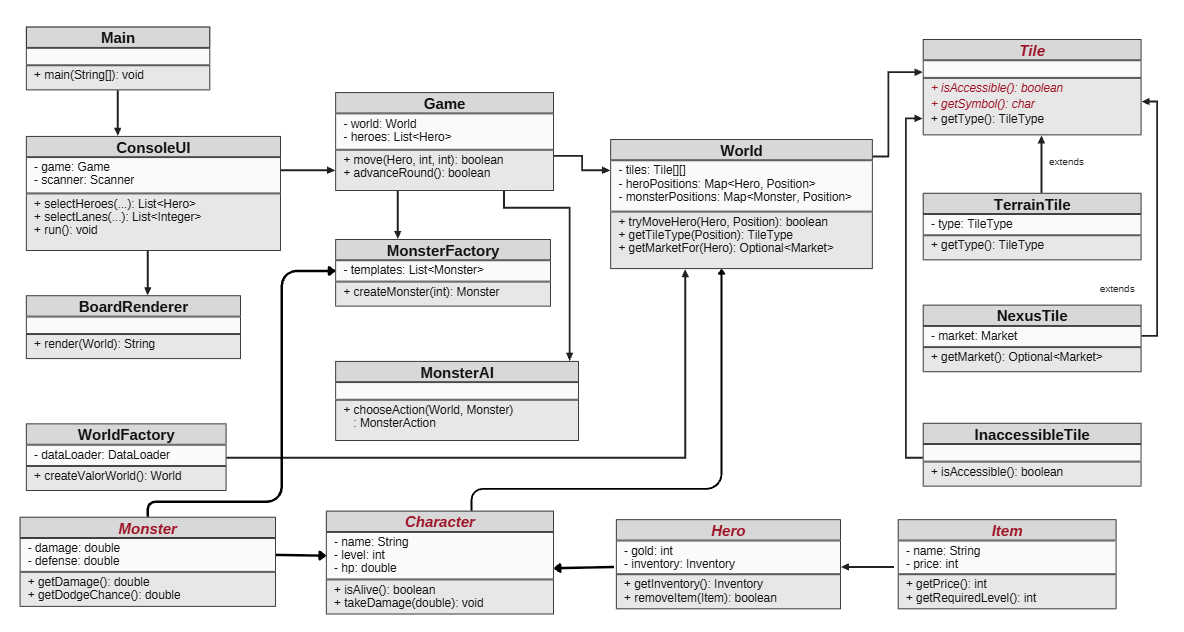 Main
+ main(String[]): void
ConsoleUI
- game: Game
- scanner: Scanner
+ selectHeroes(...): List<Hero>
+ selectLanes(...): List<Integer>
+ run(): void
BoardRenderer
+ render(World): String
WorldFactory
- dataLoader: DataLoader
+ createValorWorld(): World
Game
- world: World
- heroes: List<Hero>
+ move(Hero, int, int): boolean
+ advanceRound(): boolean
MonsterFactory
- templates: List<Monster>
+ createMonster(int): Monster
MonsterAI
+ chooseAction(World, Monster)
: MonsterAction
World
- tiles: Tile[][]
- heroPositions: Map<Hero, Position>
- monsterPositions: Map<Monster, Position>
+ tryMoveHero(Hero, Position): boolean
+ getTileType(Position): TileType
+ getMarketFor(Hero): Optional<Market>
Tile
+ isAccessible(): boolean
+ getSymbol(): char
+ getType(): TileType
extends
TerrainTile
- type: TileType
+ getType(): TileType
extends
NexusTile
- market: Market
+ getMarket(): Optional<Market>
InaccessibleTile
+ isAccessible(): boolean
Monster
- damage: double
- defense: double
+ getDamage(): double
+ getDodgeChance(): double
Character
- name: String
- level: int
- hp: double
+ isAlive(): boolean
+ takeDamage(double): void
Hero
- gold: int
- inventory: Inventory
+ getInventory(): Inventory
+ removeItem(Item): boolean
Item
- name: String
- price: int
+ getPrice(): int
+ getRequiredLevel(): int